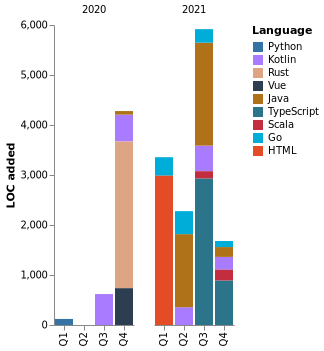 2020
2021
LOC added
6,000
5,000
4,000
3,000
2,000
1,000
0
Q1
Q2
Q3
Q4
Q1
Q2
Q3
Q4
Language
Python
Kotlin
Rust
Vue
Java
TypeScript
Scala
Go
HTML